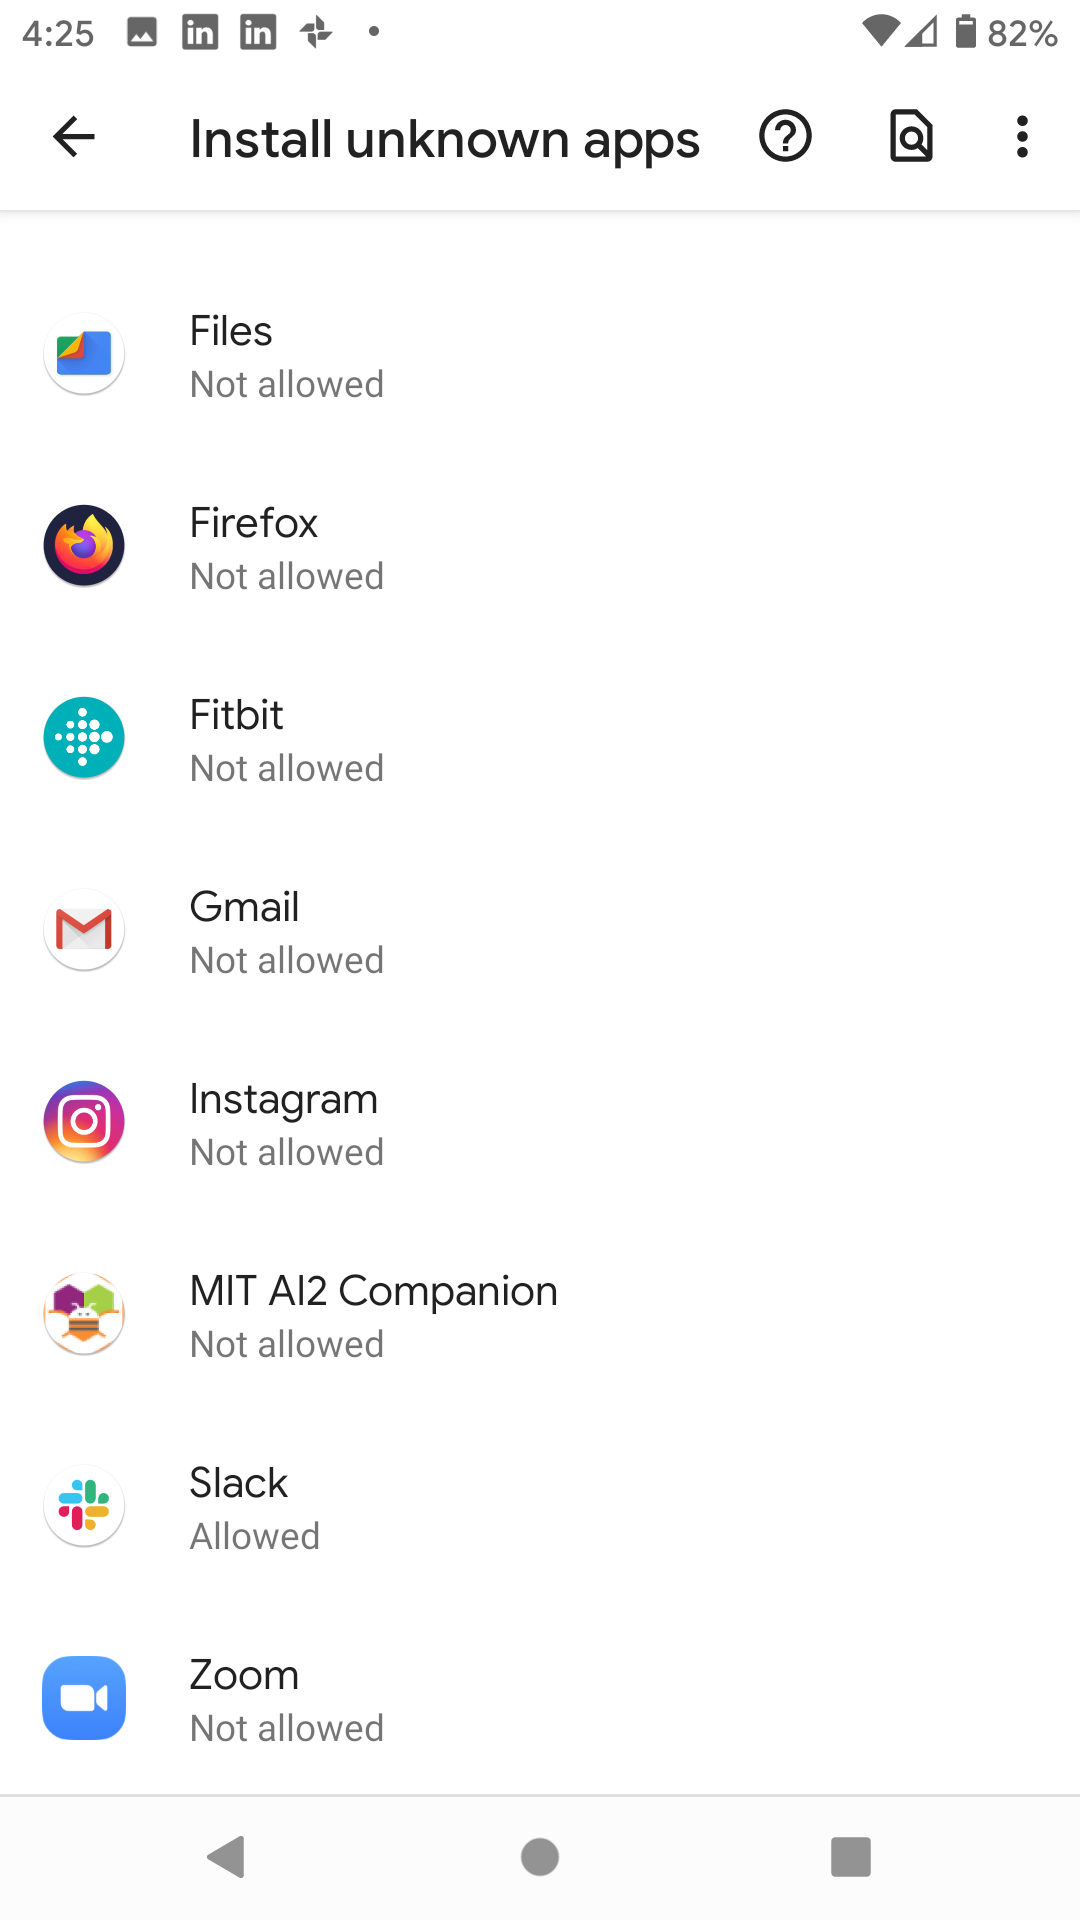 4:25
82%
Install unknown apps
Files
Not allowed
Firefox
Not allowed
Fitbit
Not allowed
Gmail
Not allowed
Instagram
Not allowed
MIT AI2 Companion
Not allowed
Slack
Allowed
Zoom
Not allowed